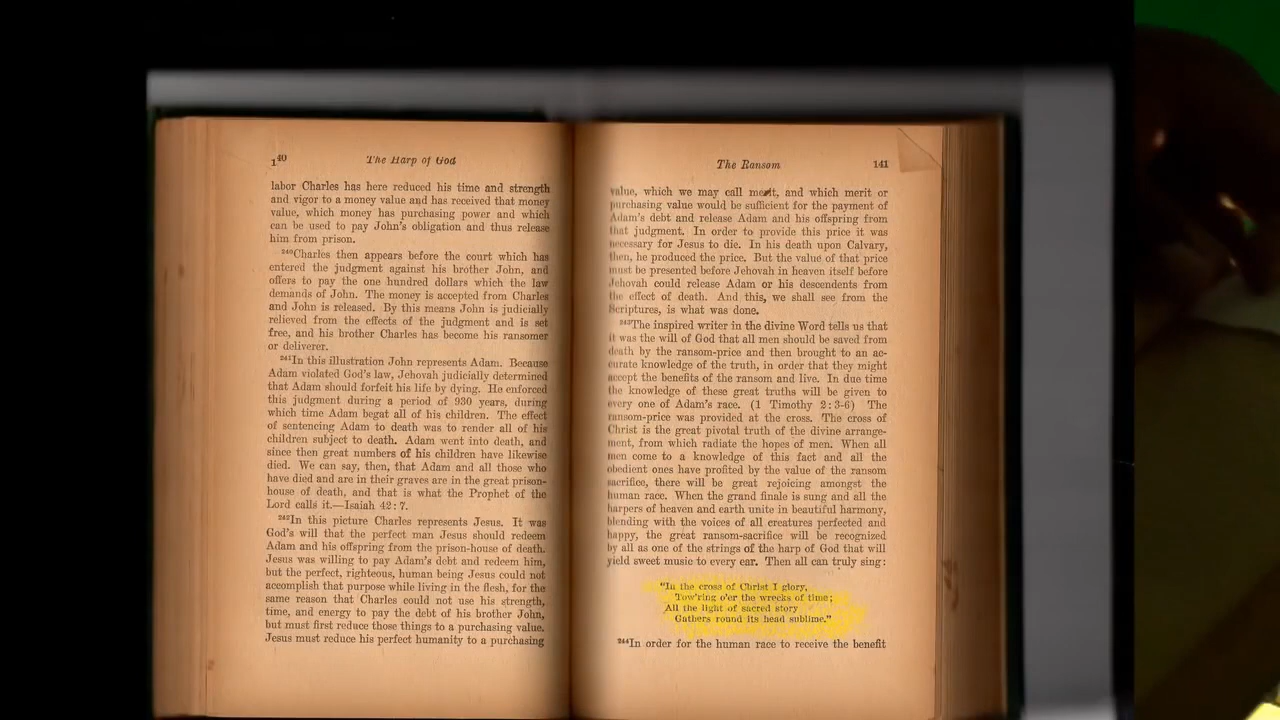 140
The Harp of God
labor Charles has here reduced his time and strength
and vigor to a money value and has received that money
value, which money has purchasing power and which
can be used to pay John's obligation and thus release
him from prison.
²⁴⁰Charles then appears before the court which has
entered the judgment against his brother John, and
offers to pay the one hundred dollars which the law
demands of John. The money is accepted from Charles
and John is released. By this means John is judicially
relieved from the effects of the judgment and is set
free, and his brother Charles has become his ransomer
or deliverer.
²⁴¹In this illustration John represents Adam. Because
Adam violated God's law, Jehovah judicially determined
that Adam should forfeit his life by dying. He enforced
this judgment during a period of 930 years, during
which time Adam begat all of his children. The effect
of sentencing Adam to death was to render all of his
children subject to death. Adam went into death, and
since then great numbers of his children have likewise
died. We can say, then, that Adam and all those who
have died and are in their graves are in the great prison-
house of death, and that is what the Prophet of the
Lord calls it.—Isaiah 42:7.
²⁴²In this picture Charles represents Jesus. It was
God's will that the perfect man Jesus should redeem
Adam and his offspring from the prison-house of death.
Jesus was willing to pay Adam's debt and redeem him,
but the perfect, righteous, human being Jesus could not
accomplish that purpose while living in the flesh, for the
same reason that Charles could not use his strength,
time, and energy to pay the debt of his brother John,
but must first reduce those things to a purchasing value.
Jesus must reduce his perfect humanity to a purchasing
The Ransom
141
value, which we may call merit, and which merit or
purchasing value would be sufficient for the payment of
Adam's debt and release Adam and his offspring from
that judgment. In order to provide this price it was
necessary for Jesus to die. In his death upon Calvary,
then, he produced the price. But the value of that price
must be presented before Jehovah in heaven itself before
Jehovah could release Adam or his descendents from
the effect of death. And this, we shall see from the
Scriptures, is what was done.
²⁴³The inspired writer in the divine Word tells us that
it was the will of God that all men should be saved from
death by the ransom-price and then brought to an ac-
curate knowledge of the truth, in order that they might
accept the benefits of the ransom and live. In due time
the knowledge of these great truths will be given to
every one of Adam's race. (1 Timothy 2:3-6) The
ransom-price was provided at the cross. The cross of
Christ is the great pivotal truth of the divine arrange-
ment, from which radiate the hopes of men. When all
men come to a knowledge of this fact and all the
obedient ones have profited by the value of the ransom
sacrifice, there will be great rejoicing amongst the
human race. When the grand finale is sung and all the
harpers of heaven and earth unite in beautiful harmony,
blending with the voices of all creatures perfected and
happy, the great ransom-sacrifice will be recognized
by all as one of the strings of the harp of God that will
yield sweet music to every ear. Then all can truly sing:
"In the cross of Christ I glory,
Tow'ring o'er the wrecks of time;
All the light of sacred story
Gathers round its head sublime."
²⁴⁴In order for the human race to receive the benefit